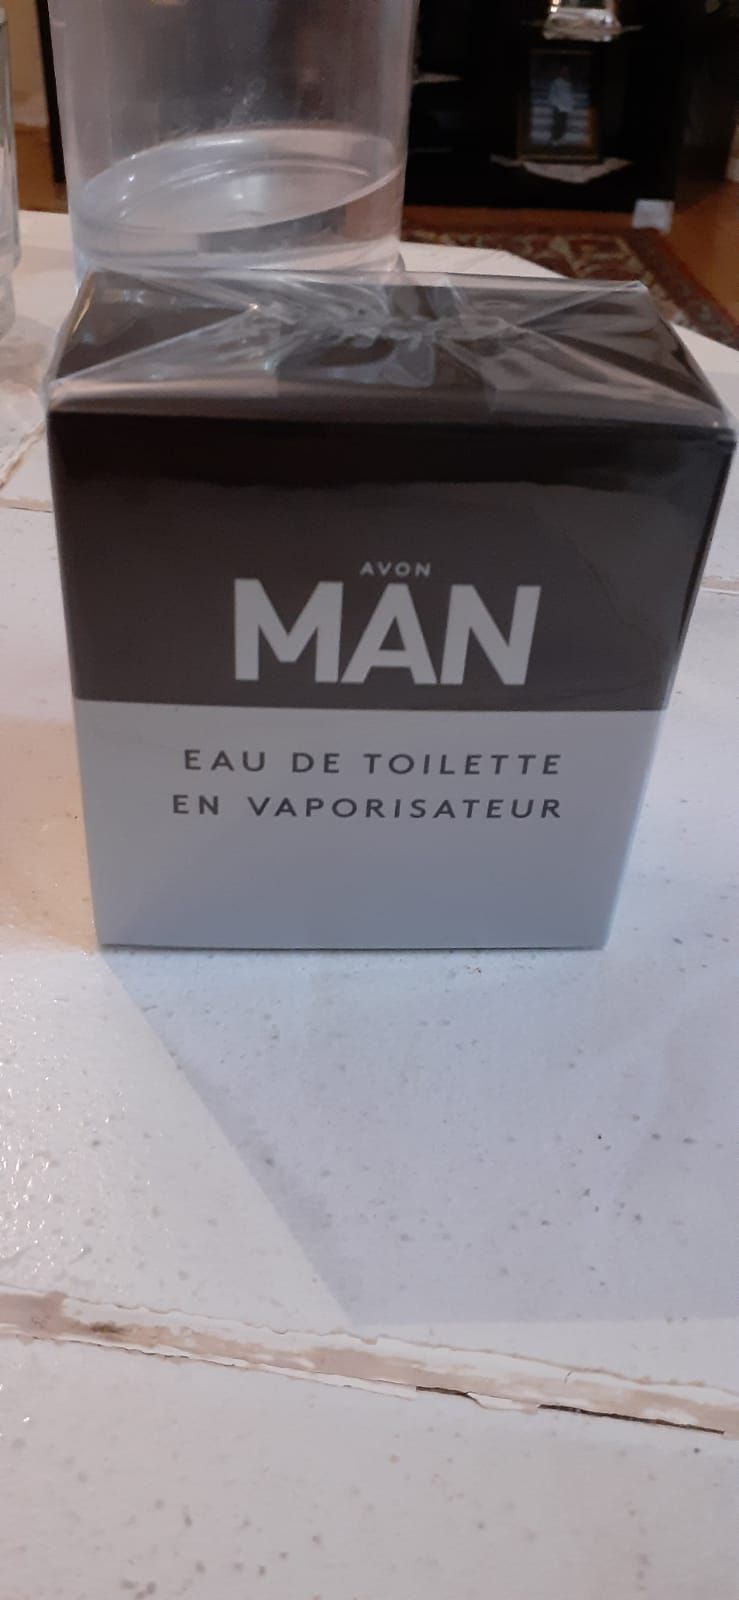 AVON
MAN
EAU DE TOILETTE
EN VAPORISATEUR